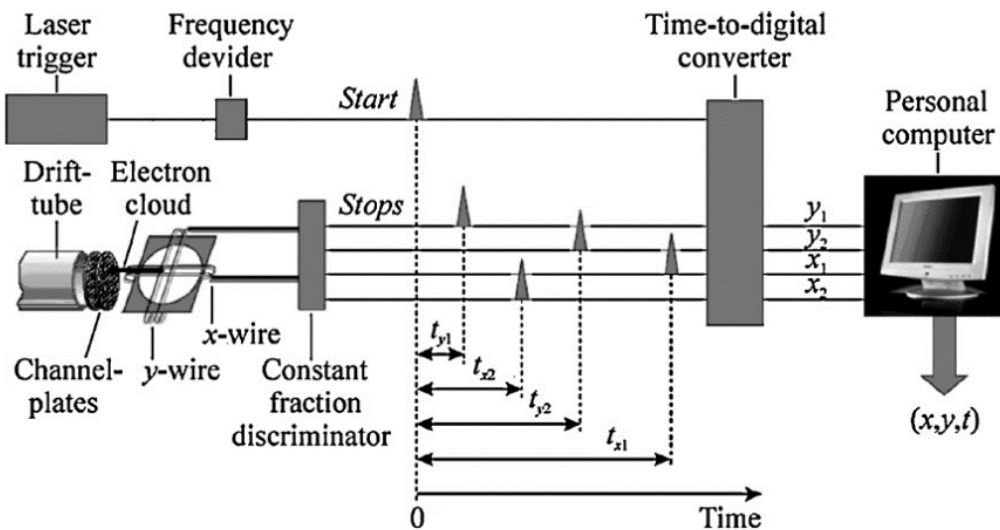 Laser
trigger
Frequency
devider
Time-to-digital
converter
Start
Personal
computer
Drift-
tube
Electron
cloud
Stops
y1
y2
x1
x2
x-wire
y-wire
Channel-
plates
Constant
fraction
discriminator
ty1
tx2
ty2
tx1
(x,y,t)
0
Time